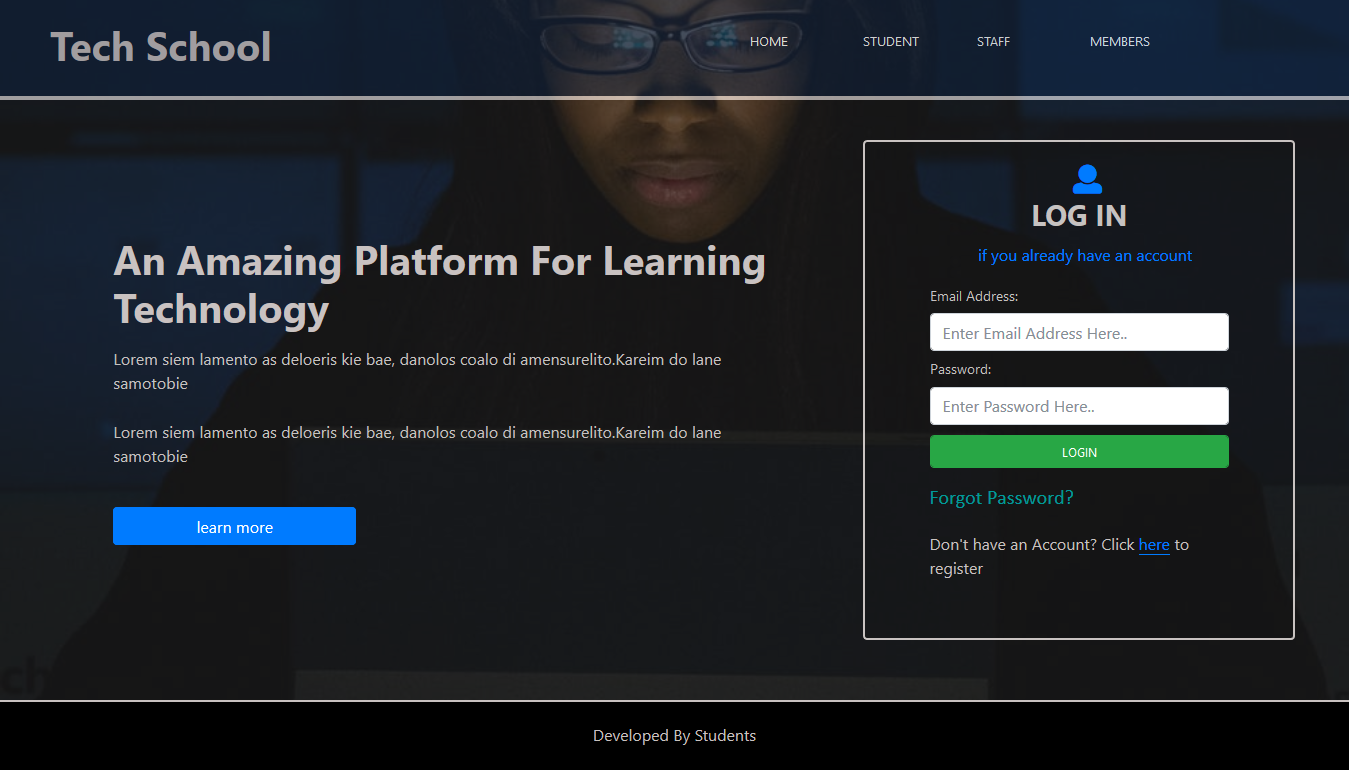 Tech School
HOME
STUDENT
STAFF
MEMBERS
An Amazing Platform For Learning
Technology
Lorem siem lamento as deloeris kie bae, danolos coalo di amensurelito.Kareim do lane
samotobie
Lorem siem lamento as deloeris kie bae, danolos coalo di amensurelito.Kareim do lane
samotobie
learn more
LOG IN
if you already have an account
Email Address:
Enter Email Address Here..
Password:
Enter Password Here..
LOGIN
Forgot Password?
Don't have an Account? Click here to
register
ch
Developed By Students